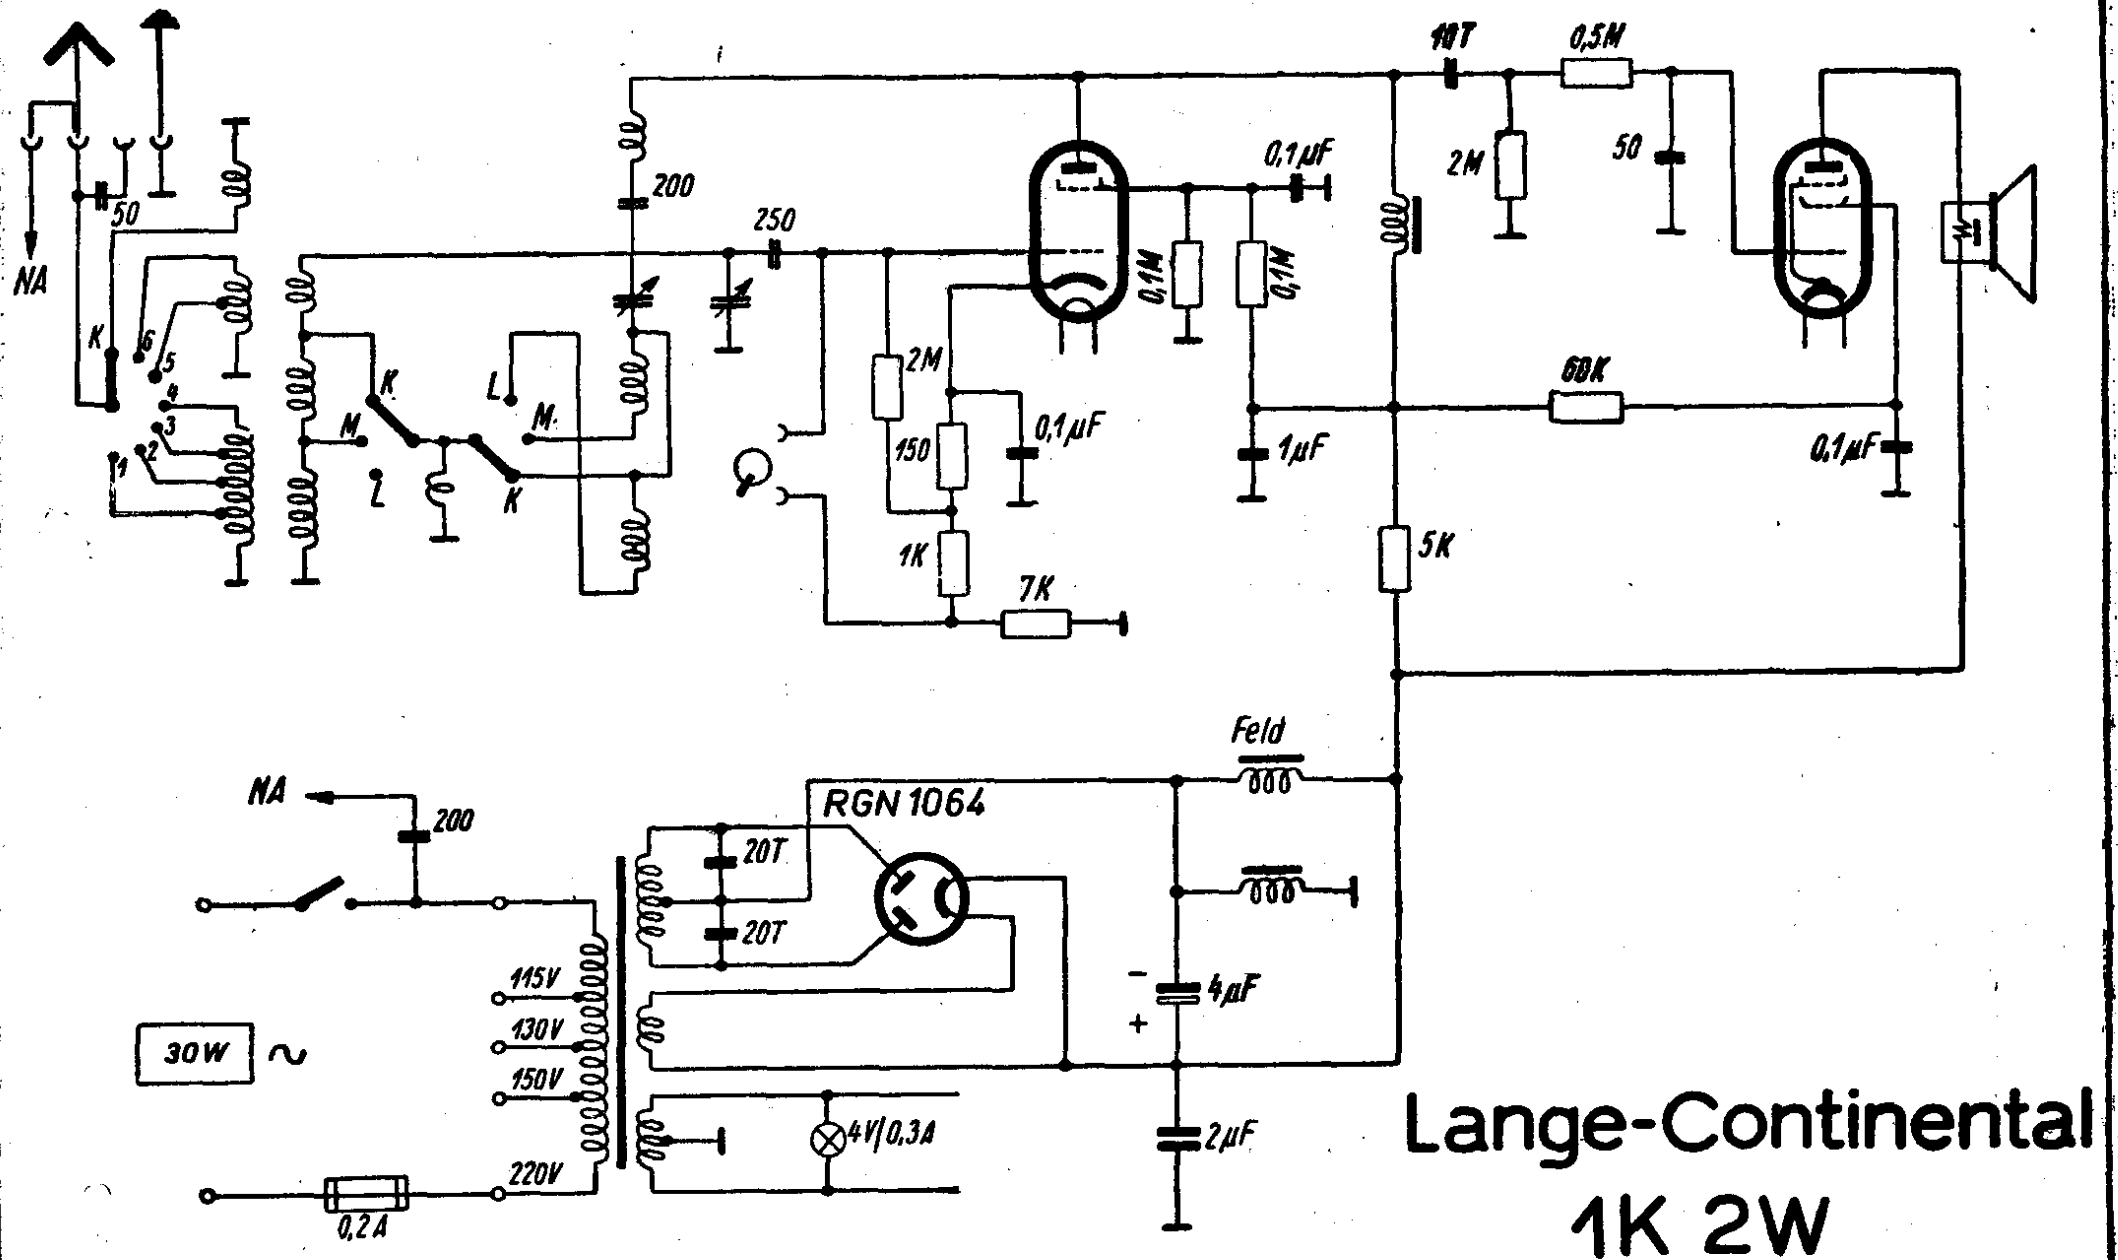 10T
0,5M
200
250
0,1µF
2M
50
50
NA
0,1M
0,1M
K
6
5
4
3
2
1
K
M
L
L
M
K
2M
150
0,1µF
1K
7K
1µF
60K
0,1µF
5K
Feld
NA
200
RGN 1064
20T
20T
115V
130V
150V
220V
30W
0,2A
4V/0,3A
-
4µF
+
2µF
Lange-Continental
1K 2W